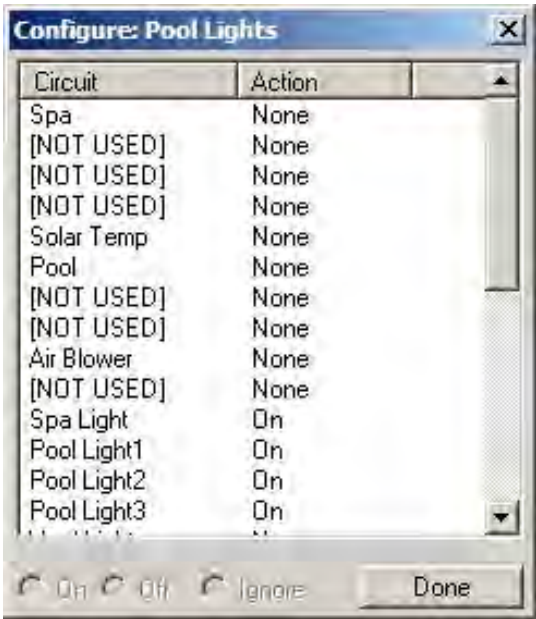 Configure: Pool Lights
Circuit Action
Spa None
[NOT USED] None
[NOT USED] None
[NOT USED] None
Solar Temp None
Pool None
[NOT USED] None
[NOT USED] None
Air Blower None
[NOT USED] None
Spa Light On
Pool Light1 On
Pool Light2 On
Pool Light3 On
On Off Ignore Done